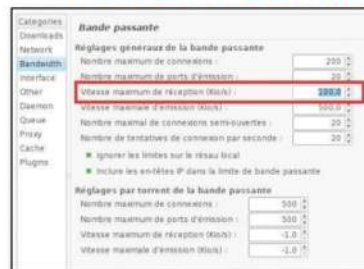 Categories
Downloads
Network
Bandwidth
Interface
Other
Daemon
Queue
Proxy
Cache
Plugins
Bande passante
Réglages généraux de la bande passante
Nombre maximum de connexions : 200
Nombre maximum de ports d'émission : 20
Vitesse maximum de réception (Kio/s) : 200.0
Vitesse maximale d'émission (Kio/s) : 500.0
Nombre maximal de connexions semi-ouvertes : 20
Nombre de tentatives de connexion par seconde : 20
Ignorer les limites sur le résau local
Inclure les en-têtes IP dans la limite de bande passante
Réglages par torrent de la bande passante
Nombre maximum de connexions : 500
Nombre maximum de ports d'émission : 500
Vitesse maximum de réception (Kio/s) : -1.0
Vitesse maximale d'émission (Kio/s) : -1.0